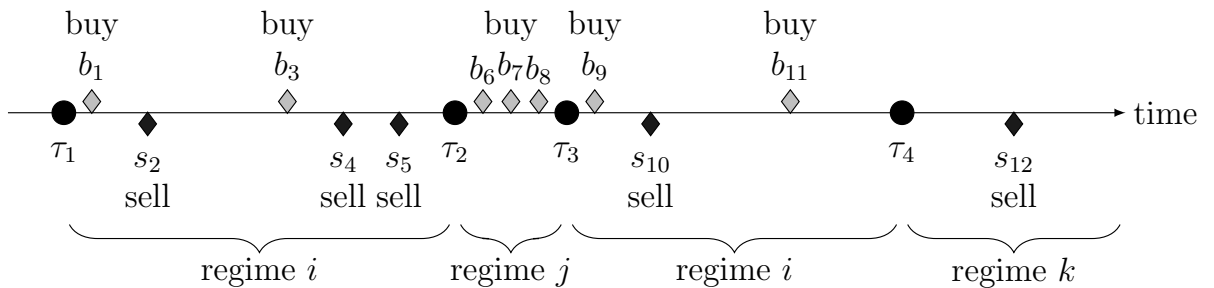 buy buy buy buy buy
b1 b3 b6 b7 b8 b9 b11
time
τ1 s2 s4 s5 τ2 τ3 s10 τ4 s12
sell sell sell sell sell
regime i regime j regime i regime k